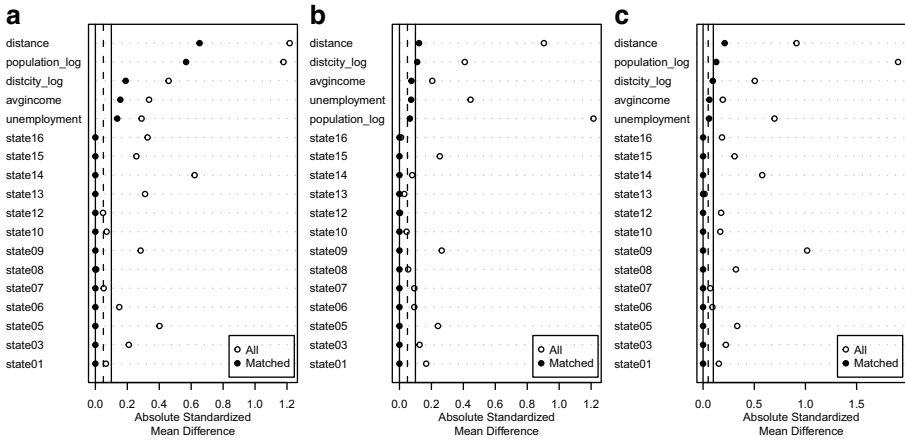 a
distance
population_log
distcity_log
avgincome
unemployment
state16
state15
state14
state13
state12
state10
state09
state08
state07
state06
state05
state03
state01
All
Matched
0.0 0.2 0.4 0.6 0.8 1.0 1.2
Absolute Standardized
Mean Difference
b
distance
distcity_log
avgincome
unemployment
population_log
state16
state15
state14
state13
state12
state10
state09
state08
state07
state06
state05
state03
state01
All
Matched
0.0 0.2 0.4 0.6 0.8 1.0 1.2
Absolute Standardized
Mean Difference
c
distance
population_log
distcity_log
avgincome
unemployment
state16
state15
state14
state13
state12
state10
state09
state08
state07
state06
state05
state03
state01
All
Matched
0.0 0.5 1.0 1.5
Absolute Standardized
Mean Difference